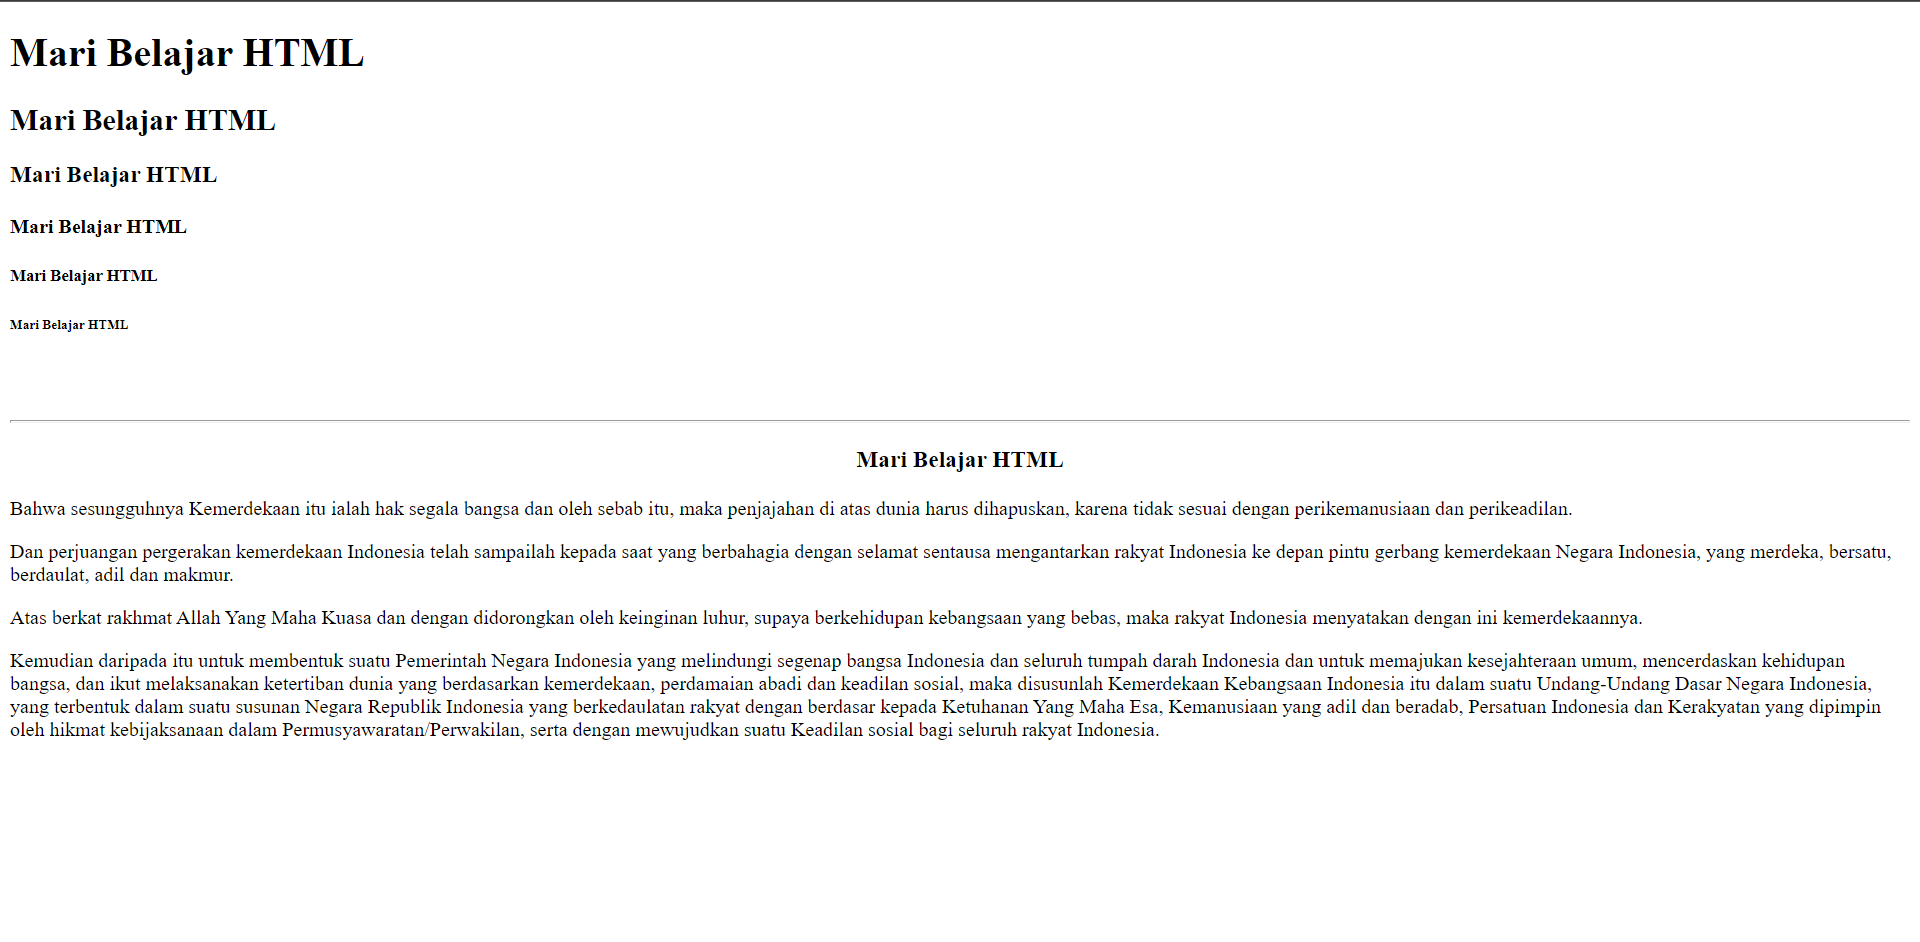 Mari Belajar HTML
Mari Belajar HTML
Mari Belajar HTML
Mari Belajar HTML
Mari Belajar HTML
Mari Belajar HTML
Mari Belajar HTML
Bahwa sesungguhnya Kemerdekaan itu ialah hak segala bangsa dan oleh sebab itu, maka penjajahan di atas dunia harus dihapuskan, karena tidak sesuai dengan perikemanusiaan dan perikeadilan.
Dan perjuangan pergerakan kemerdekaan Indonesia telah sampailah kepada saat yang berbahagia dengan selamat sentausa mengantarkan rakyat Indonesia ke depan pintu gerbang kemerdekaan Negara Indonesia, yang merdeka, bersatu,
berdaulat, adil dan makmur.
Atas berkat rakhmat Allah Yang Maha Kuasa dan dengan didorongkan oleh keinginan luhur, supaya berkehidupan kebangsaan yang bebas, maka rakyat Indonesia menyatakan dengan ini kemerdekaannya.
Kemudian daripada itu untuk membentuk suatu Pemerintah Negara Indonesia yang melindungi segenap bangsa Indonesia dan seluruh tumpah darah Indonesia dan untuk memajukan kesejahteraan umum, mencerdaskan kehidupan
bangsa, dan ikut melaksanakan ketertiban dunia yang berdasarkan kemerdekaan, perdamaian abadi dan keadilan sosial, maka disusunlah Kemerdekaan Kebangsaan Indonesia itu dalam suatu Undang-Undang Dasar Negara Indonesia,
yang terbentuk dalam suatu susunan Negara Republik Indonesia yang berkedaulatan rakyat dengan berdasar kepada Ketuhanan Yang Maha Esa, Kemanusiaan yang adil dan beradab, Persatuan Indonesia dan Kerakyatan yang dipimpin
oleh hikmat kebijaksanaan dalam Permusyawaratan/Perwakilan, serta dengan mewujudkan suatu Keadilan sosial bagi seluruh rakyat Indonesia.